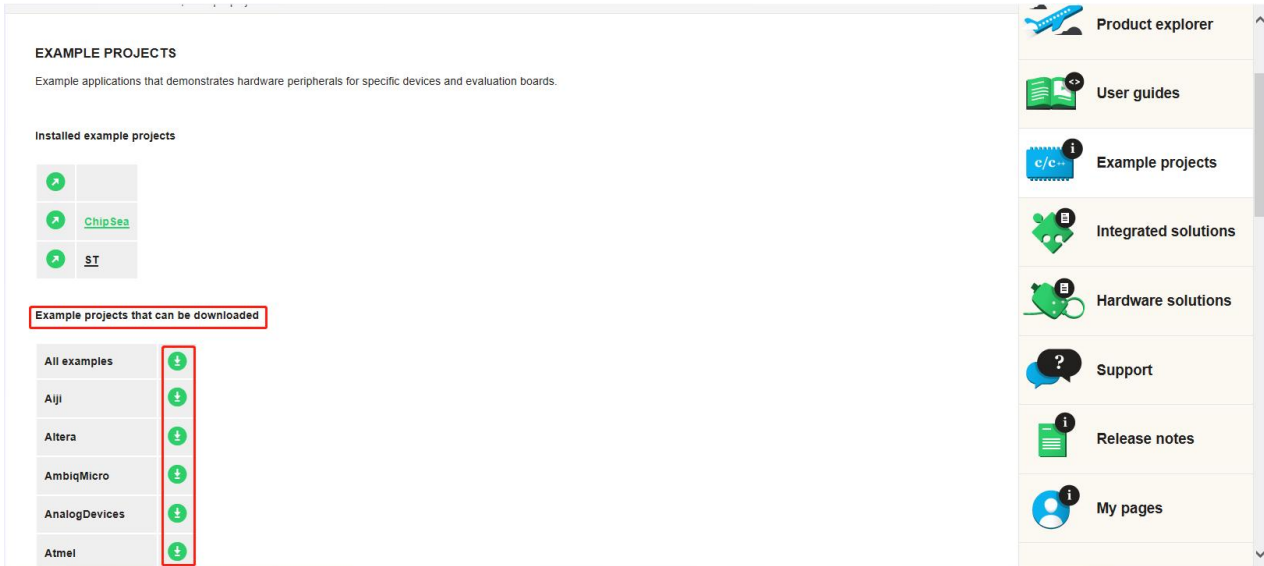 EXAMPLE PROJECTS
Example applications that demonstrates hardware peripherals for specific devices and evaluation boards.
Installed example projects
ChipSea
ST
Example projects that can be downloaded
All examples
Aiji
Altera
AmbiqMicro
AnalogDevices
Atmel
Product explorer
<>
User guides
i
c/c++
Example projects
Integrated solutions
Hardware solutions
?
Support
i
Release notes
i
My pages